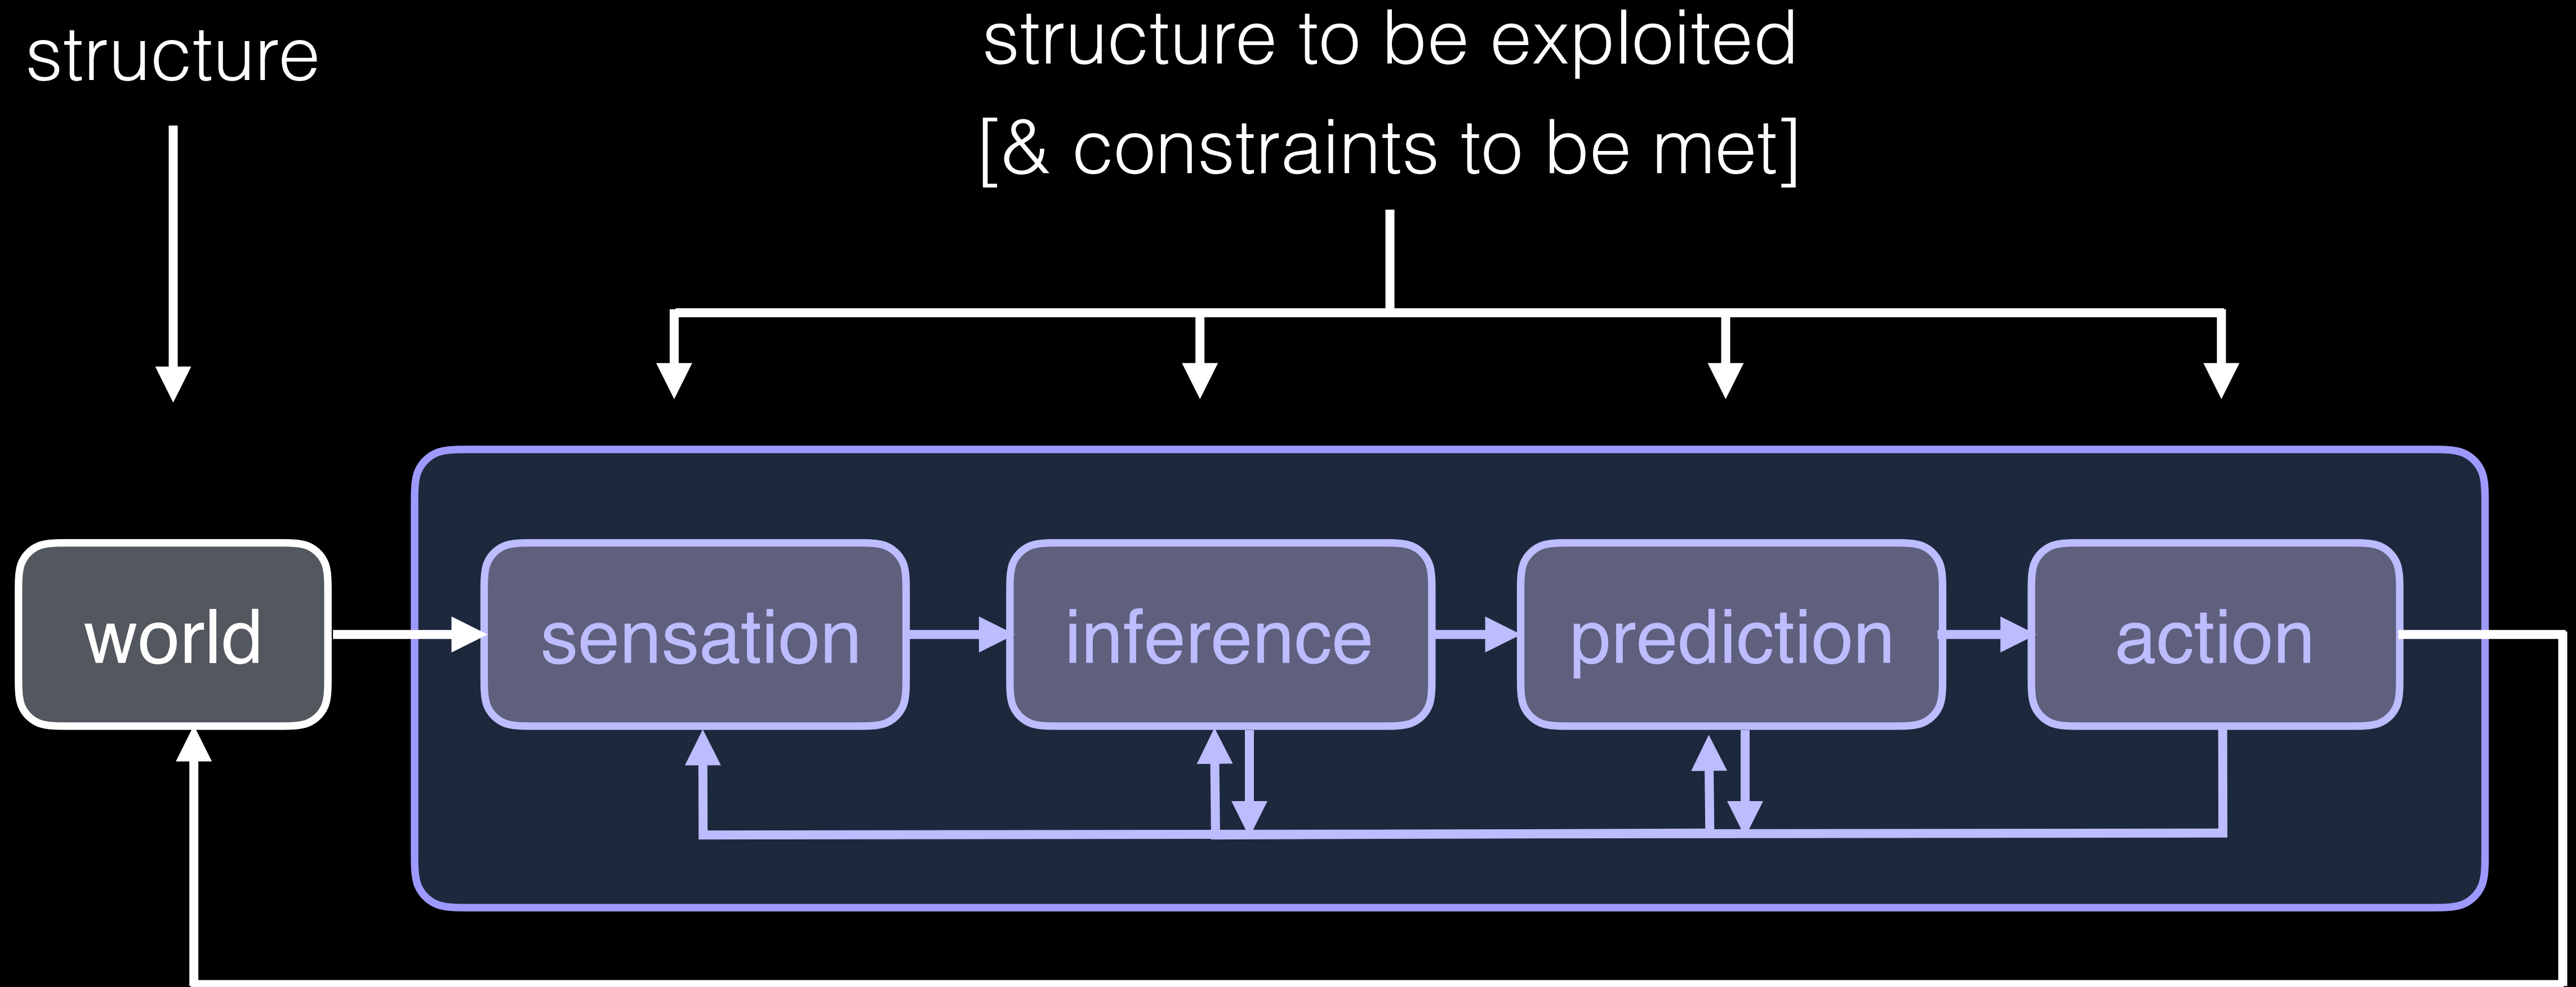 structure
structure to be exploited
[& constraints to be met]
world
sensation
inference
prediction
action